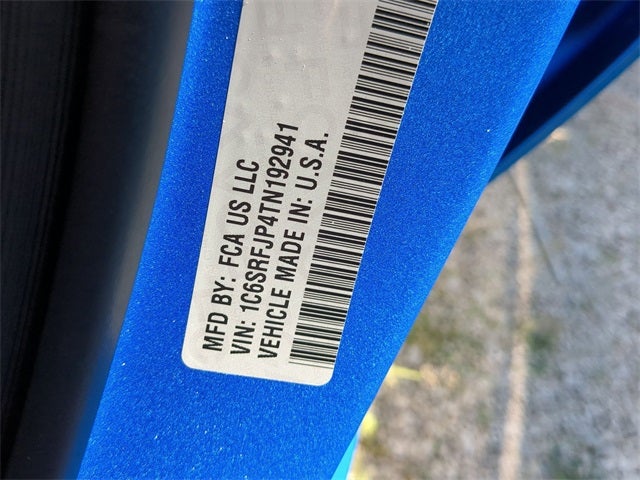 MFD BY: FCA US LLC
VIN: 1C6SRFJP4TN192941
VEHICLE MADE IN: U.S.A.